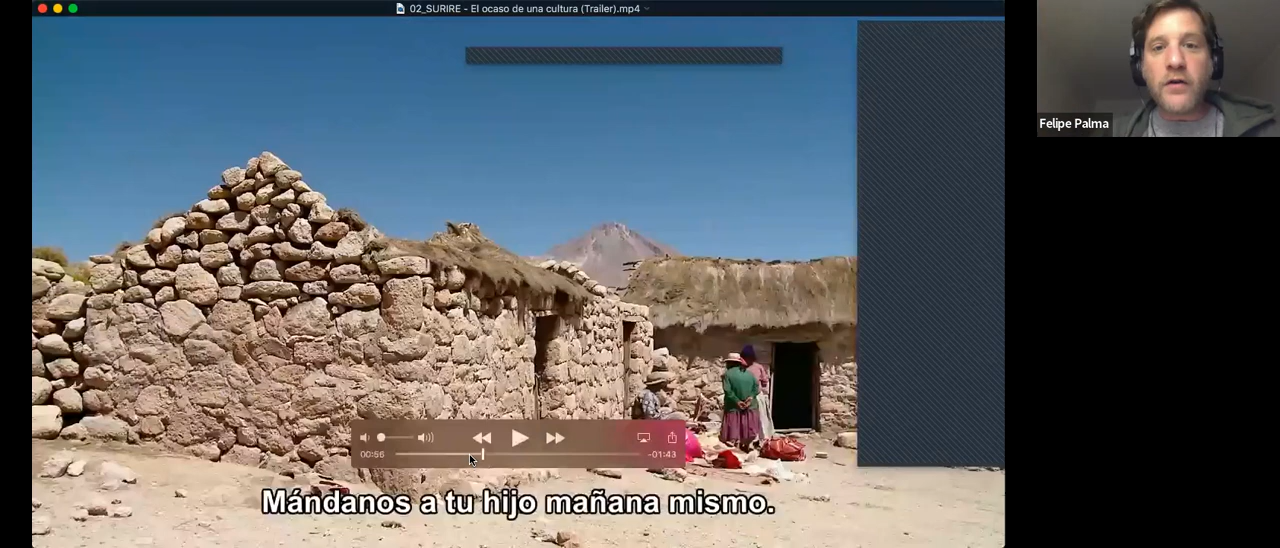 02_SURIRE - El ocaso de una cultura (Trailer).mp4
Felipe Palma
00:56
-01:43
Mándanos a tu hijo mañana mismo.